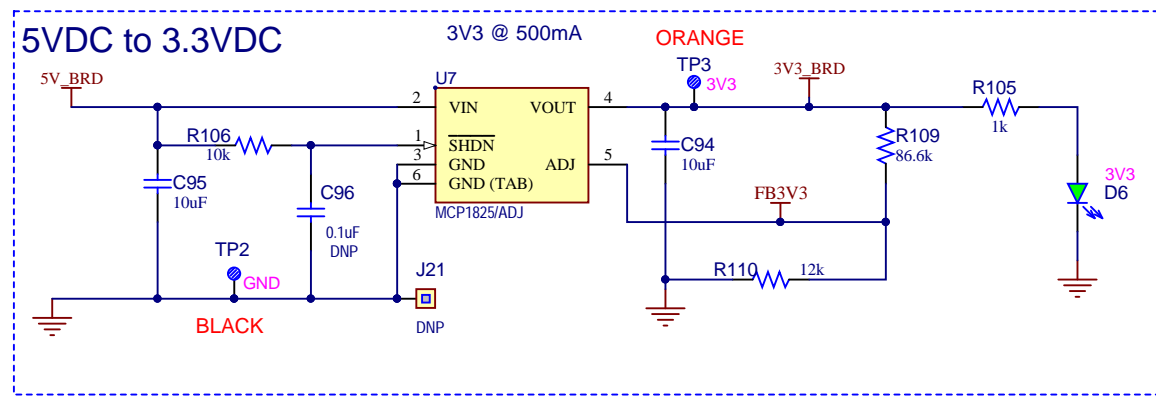 5VDC to 3.3VDC
3V3 @ 500mA
ORANGE
5V_BRD
U7
TP3
3V3
3V3_BRD
R105
1k
2
VIN
VOUT
4
R106
10k
1
SHDN
3
GND
6
GND (TAB)
ADJ
5
MCP1825/ADJ
C94
10uF
R109
86.6k
C95
10uF
C96
0.1uF
DNP
FB3V3
3V3
D6
TP2
GND
BLACK
J21
DNP
R110
12k